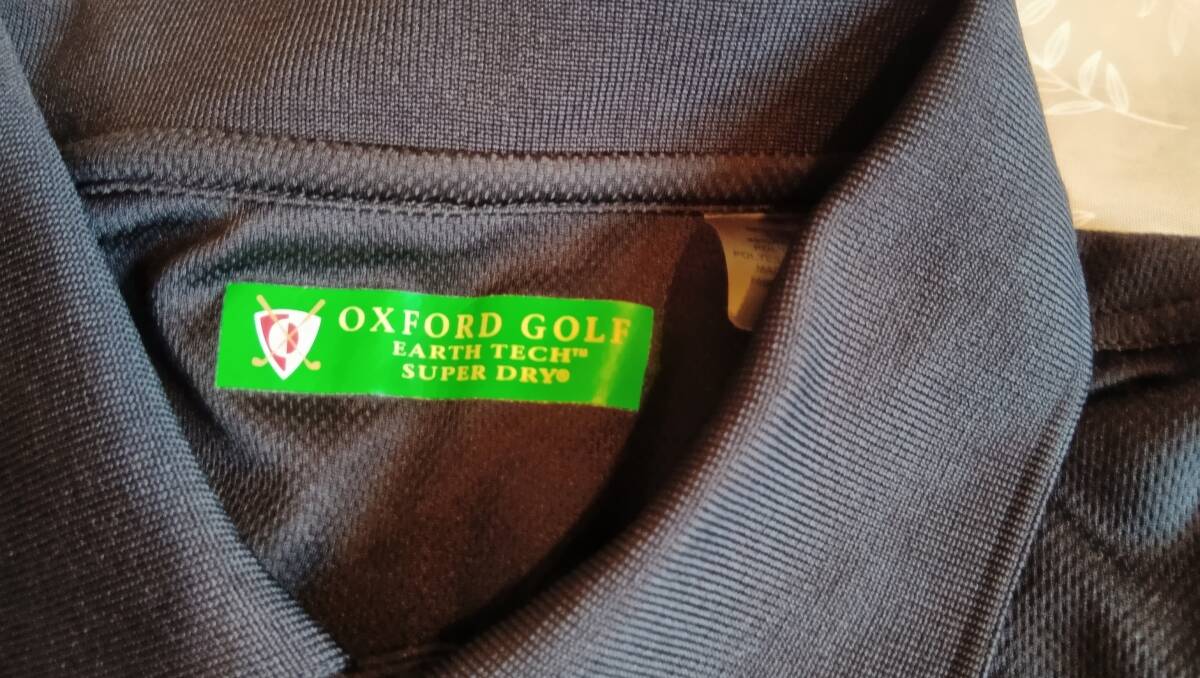 OXFORD GOLF
EARTH TECH™
SUPER DRY®